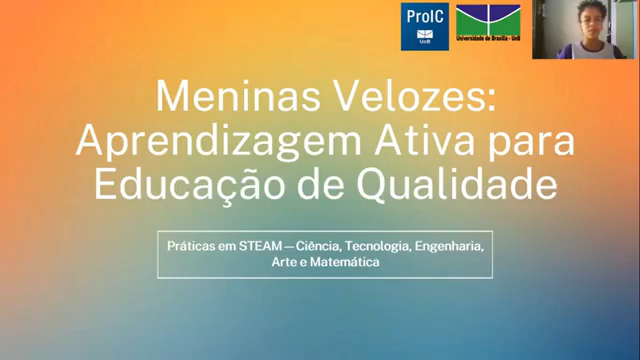 ProIC
UnB
Universidade de Brasília - UnB
Meninas Velozes:
Aprendizagem Ativa para
Educação de Qualidade
Práticas em STEAM — Ciência, Tecnologia, Engenharia,
Arte e Matemática